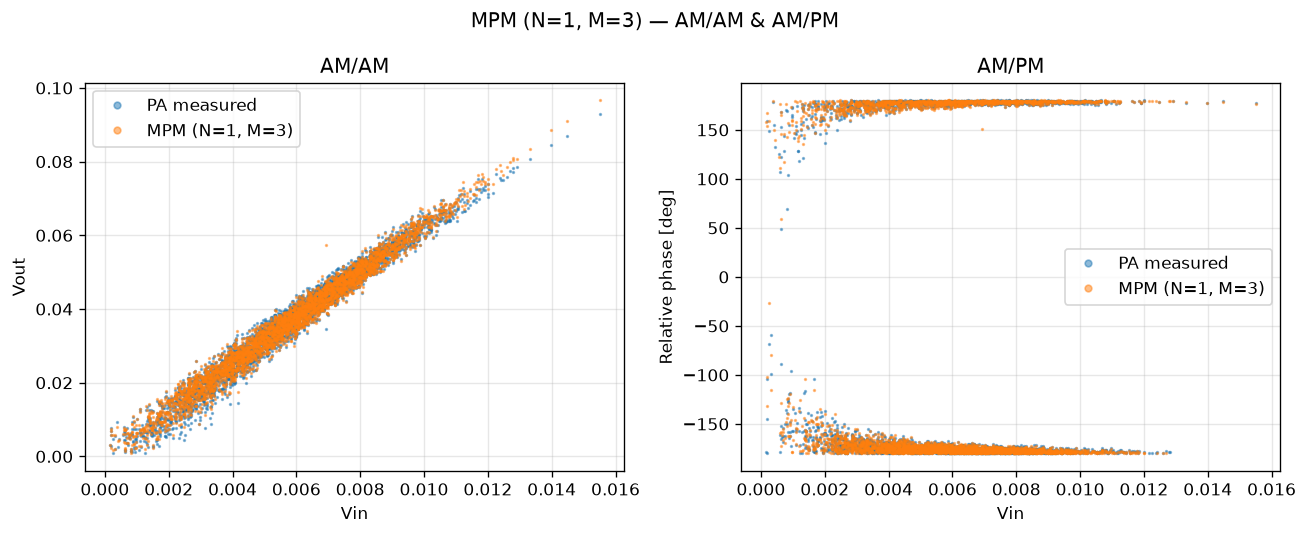 MPM (N=1, M=3) — AM/AM & AM/PM
AM/AM
PA measured
MPM (N=1, M=3)
0.10
0.08
0.06
0.04
0.02
0.00
Vout
0.000 0.002 0.004 0.006 0.008 0.010 0.012 0.014 0.016
Vin
AM/PM
PA measured
MPM (N=1, M=3)
150
100
50
0
−50
−100
−150
Relative phase [deg]
0.000 0.002 0.004 0.006 0.008 0.010 0.012 0.014 0.016
Vin